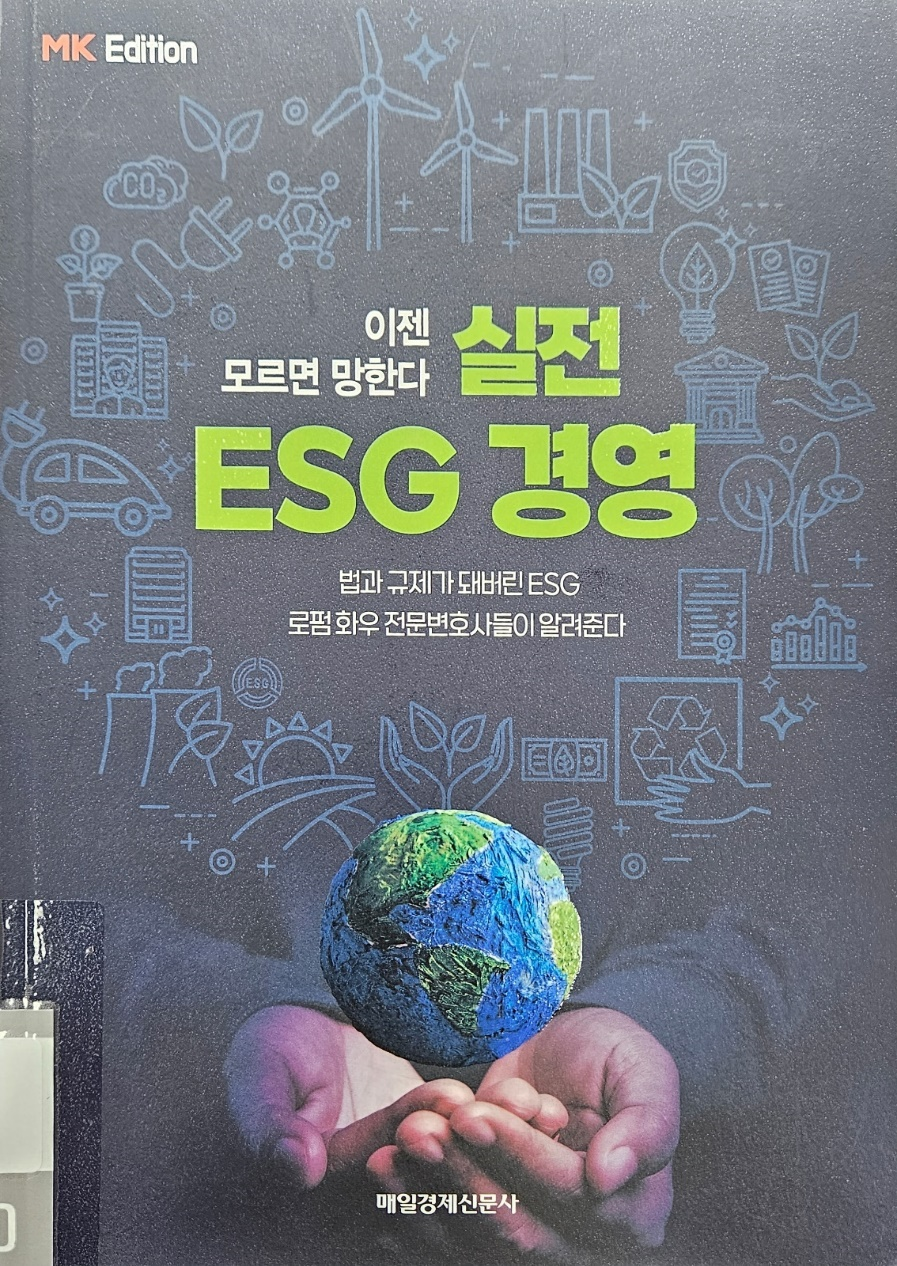 MK Edition
CO₂
이젠
모르면 망한다 실전
ESG 경영
법과 규제가 돼버린 ESG
로펌 화우 전문변호사들이 알려준다
ESG
매일경제신문사